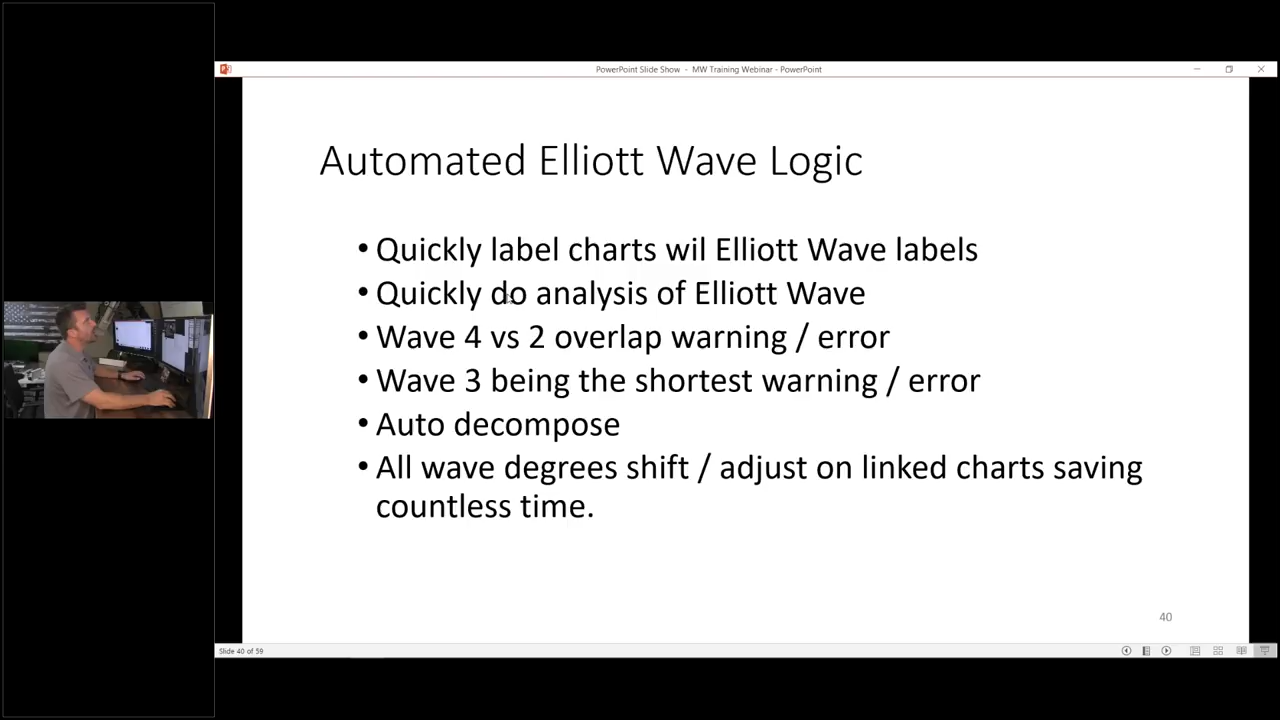 PowerPoint Slide Show - MW Training Webinar - PowerPoint
Automated Elliott Wave Logic
• Quickly label charts wil Elliott Wave labels
• Quickly do analysis of Elliott Wave
• Wave 4 vs 2 overlap warning / error
• Wave 3 being the shortest warning / error
• Auto decompose
• All wave degrees shift / adjust on linked charts saving
countless time.
40
Slide 40 of 59